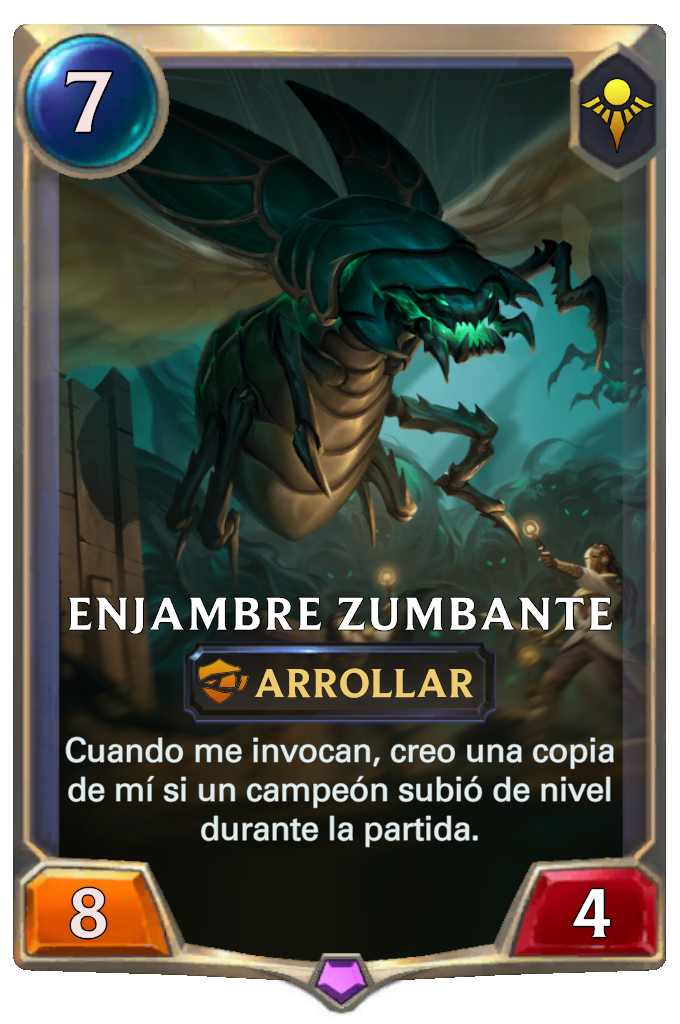 7
ENJAMBRE ZUMBANTE
ARROLLAR
Cuando me invocan, creo una copia
de mí si un campeón subió de nivel
durante la partida.
8
4